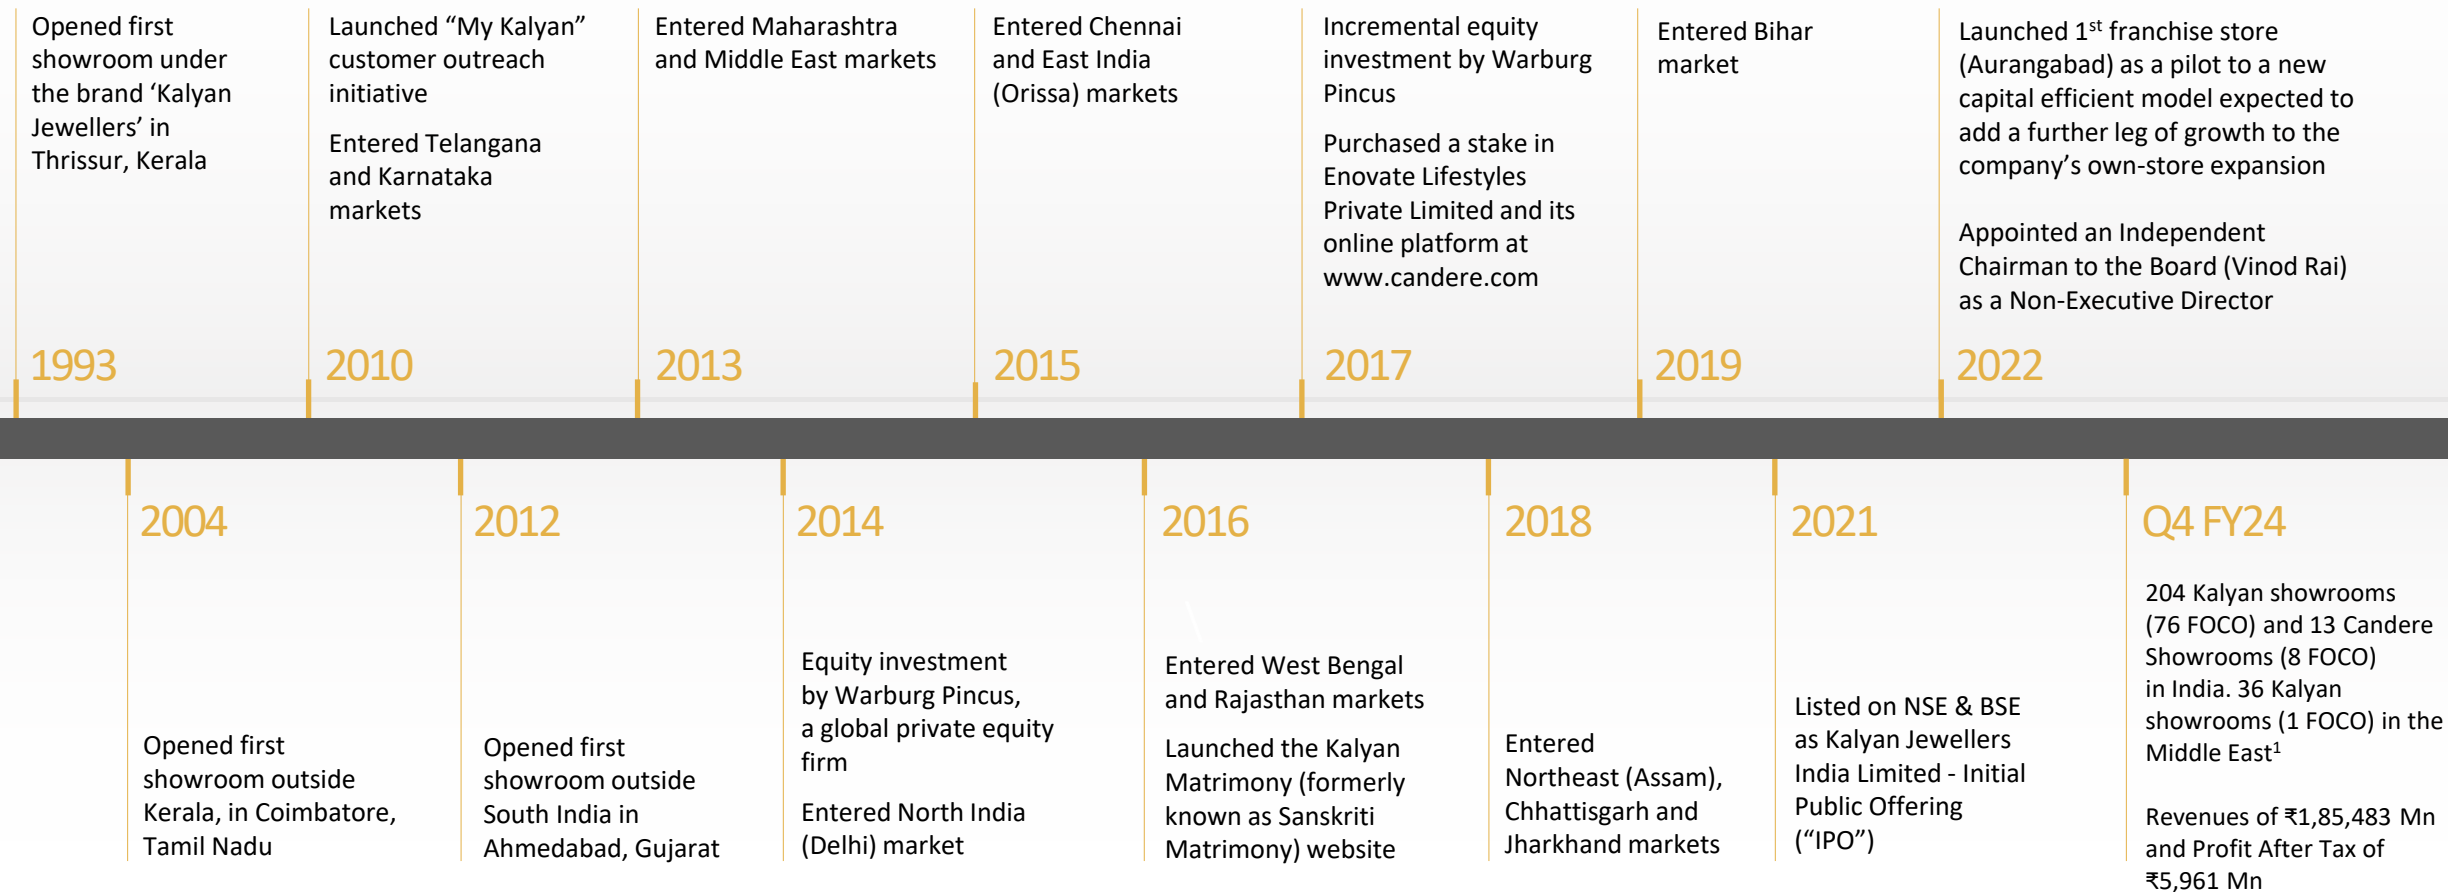 Opened first
showroom under
the brand ‘Kalyan
Jewellers’ in
Thrissur, Kerala
1993
Launched “My Kalyan”
customer outreach
initiative
Entered Telangana
and Karnataka
markets
2010
Entered Maharashtra
and Middle East markets
2013
Entered Chennai
and East India
(Orissa) markets
2015
Incremental equity
investment by Warburg
Pincus
Purchased a stake in
Enovate Lifestyles
Private Limited and its
online platform at
www.candere.com
2017
Entered Bihar
market
2019
Launched 1st franchise store
(Aurangabad) as a pilot to a new
capital efficient model expected to
add a further leg of growth to the
company’s own-store expansion
Appointed an Independent
Chairman to the Board (Vinod Rai)
as a Non-Executive Director
2022
2004
Opened first
showroom outside
Kerala, in Coimbatore,
Tamil Nadu
2012
Opened first
showroom outside
South India in
Ahmedabad, Gujarat
2014
Equity investment
by Warburg Pincus,
a global private equity
firm
Entered North India
(Delhi) market
2016
Entered West Bengal
and Rajasthan markets
Launched the Kalyan
Matrimony (formerly
known as Sanskriti
Matrimony) website
2018
Entered
Northeast (Assam),
Chhattisgarh and
Jharkhand markets
2021
Listed on NSE & BSE
as Kalyan Jewellers
India Limited - Initial
Public Offering
(“IPO”)
Q4 FY24
204 Kalyan showrooms
(76 FOCO) and 13 Candere
Showrooms (8 FOCO)
in India. 36 Kalyan
showrooms (1 FOCO) in the
Middle East1
Revenues of ₹1,85,483 Mn
and Profit After Tax of
₹5,961 Mn